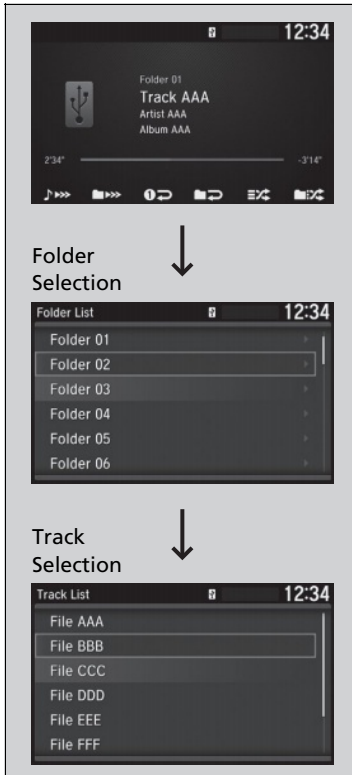 12:34
Folder 01
Track AAA
Artist AAA
Album AAA
2'34"
-3'14"
Folder
Selection
Folder List 12:34
Folder 01
Folder 02
Folder 03
Folder 04
Folder 05
Folder 06
Track
Selection
Track List 12:34
File AAA
File BBB
File CCC
File DDD
File EEE
File FFF